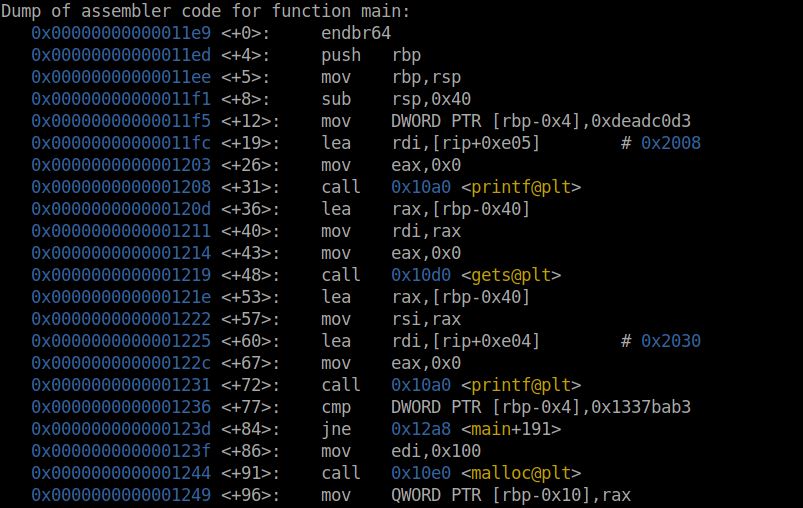 Dump of assembler code for function main:
0x00000000000011e9 <+0>: endbr64
0x00000000000011ed <+4>: push rbp
0x00000000000011ee <+5>: mov rbp,rsp
0x00000000000011f1 <+8>: sub rsp,0x40
0x00000000000011f5 <+12>: mov DWORD PTR [rbp-0x4],0xdeadc0d3
0x00000000000011fc <+19>: lea rdi,[rip+0xe05] # 0x2008
0x0000000000001203 <+26>: mov eax,0x0
0x0000000000001208 <+31>: call 0x10a0 <printf@plt>
0x000000000000120d <+36>: lea rax,[rbp-0x40]
0x0000000000001211 <+40>: mov rdi,rax
0x0000000000001214 <+43>: mov eax,0x0
0x0000000000001219 <+48>: call 0x10d0 <gets@plt>
0x000000000000121e <+53>: lea rax,[rbp-0x40]
0x0000000000001222 <+57>: mov rsi,rax
0x0000000000001225 <+60>: lea rdi,[rip+0xe04] # 0x2030
0x000000000000122c <+67>: mov eax,0x0
0x0000000000001231 <+72>: call 0x10a0 <printf@plt>
0x0000000000001236 <+77>: cmp DWORD PTR [rbp-0x4],0x1337bab3
0x000000000000123d <+84>: jne 0x12a8 <main+191>
0x000000000000123f <+86>: mov edi,0x100
0x0000000000001244 <+91>: call 0x10e0 <malloc@plt>
0x0000000000001249 <+96>: mov QWORD PTR [rbp-0x10],rax